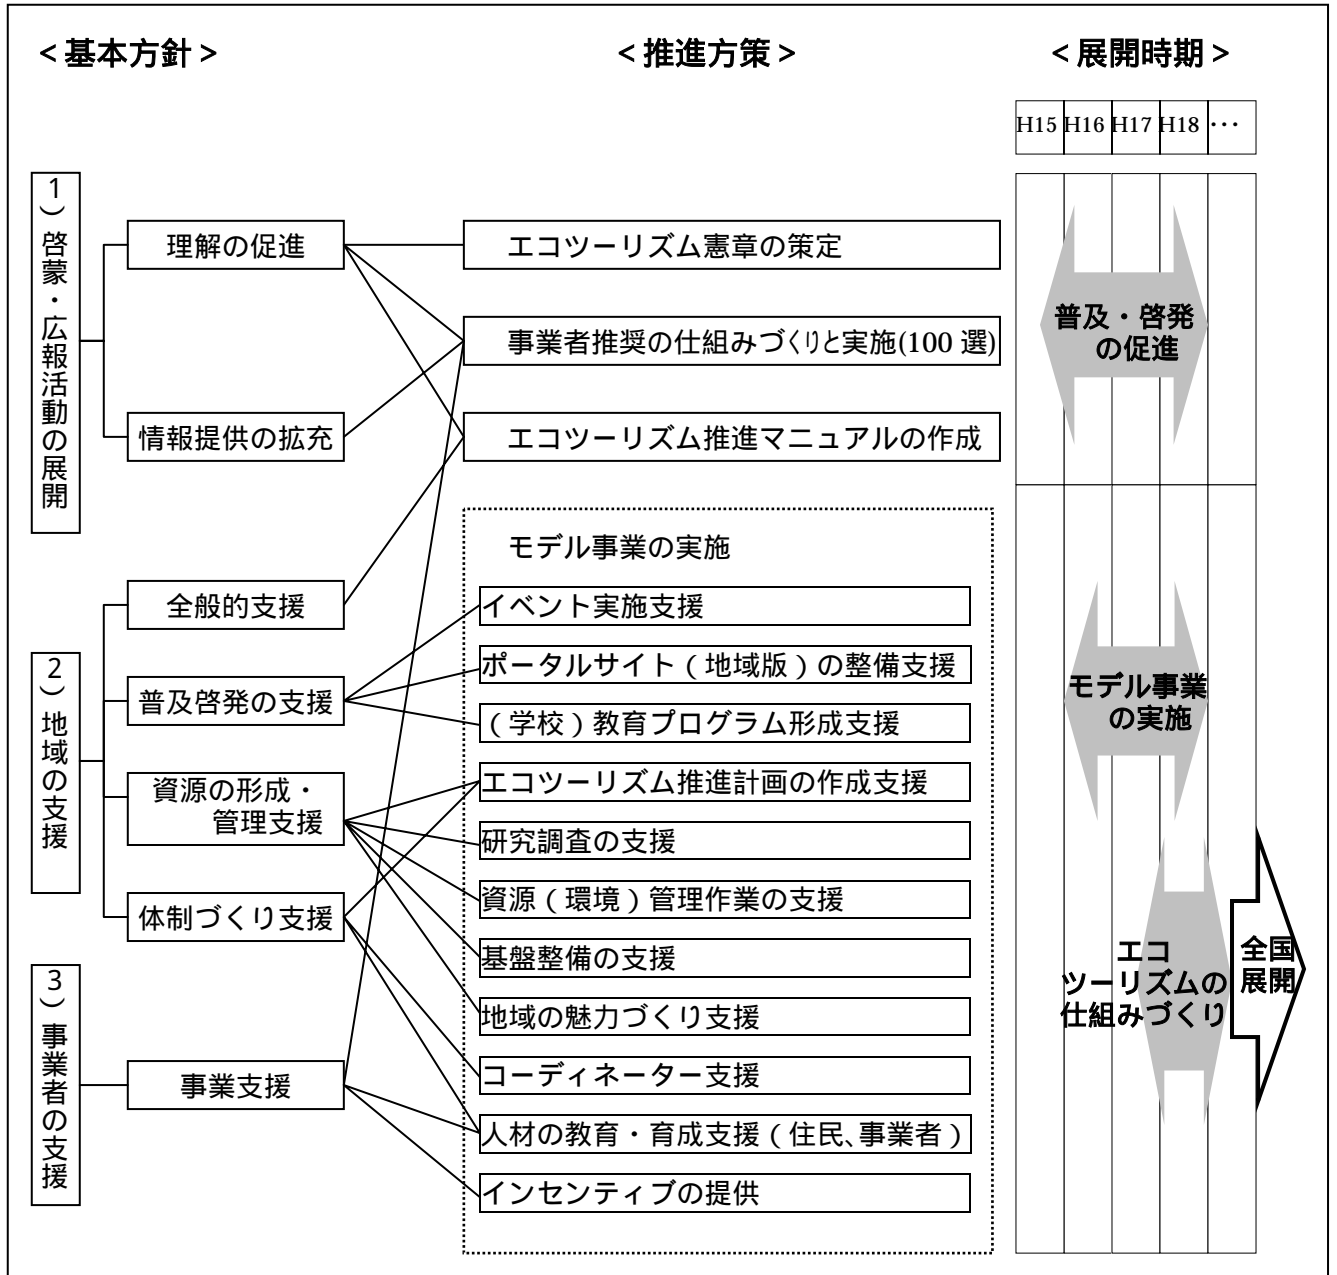 ＜基本方針＞
＜推進方策＞
＜展開時期＞
H15 H16 H17 H18 ･･･
1）啓蒙・広報活動の展開
理解の促進
情報提供の拡充
エコツーリズム憲章の策定
事業者推奨の仕組みづくりと実施(100 選)
エコツーリズム推進マニュアルの作成
普及・啓発
の促進
2）地域の支援
全般的支援
普及啓発の支援
資源の形成・
管理支援
体制づくり支援
3）事業者の支援
事業支援
モデル事業の実施
イベント実施支援
ポータルサイト（地域版）の整備支援
（学校）教育プログラム形成支援
エコツーリズム推進計画の作成支援
研究調査の支援
資源（環境）管理作業の支援
基盤整備の支援
地域の魅力づくり支援
コーディネーター支援
人材の教育・育成支援（住民、事業者）
インセンティブの提供
モデル事業
の実施
エコ
ツーリズムの
仕組みづくり
全国
展開